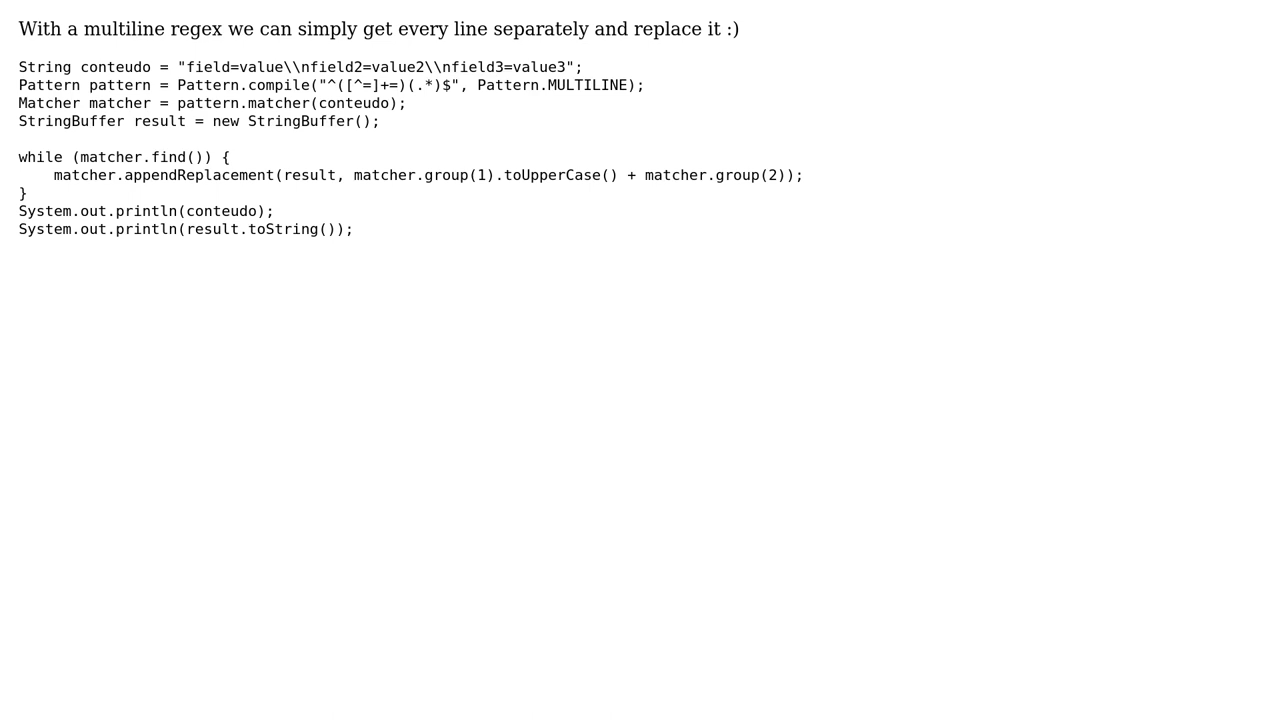 With a multiline regex we can simply get every line separately and replace it :)
String conteudo = "field=value\\nfield2=value2\\nfield3=value3";
Pattern pattern = Pattern.compile("^([^=]+=)(.*)$", Pattern.MULTILINE);
Matcher matcher = pattern.matcher(conteudo);
StringBuffer result = new StringBuffer();

while (matcher.find()) {
    matcher.appendReplacement(result, matcher.group(1).toUpperCase() + matcher.group(2));
}
System.out.println(conteudo);
System.out.println(result.toString());